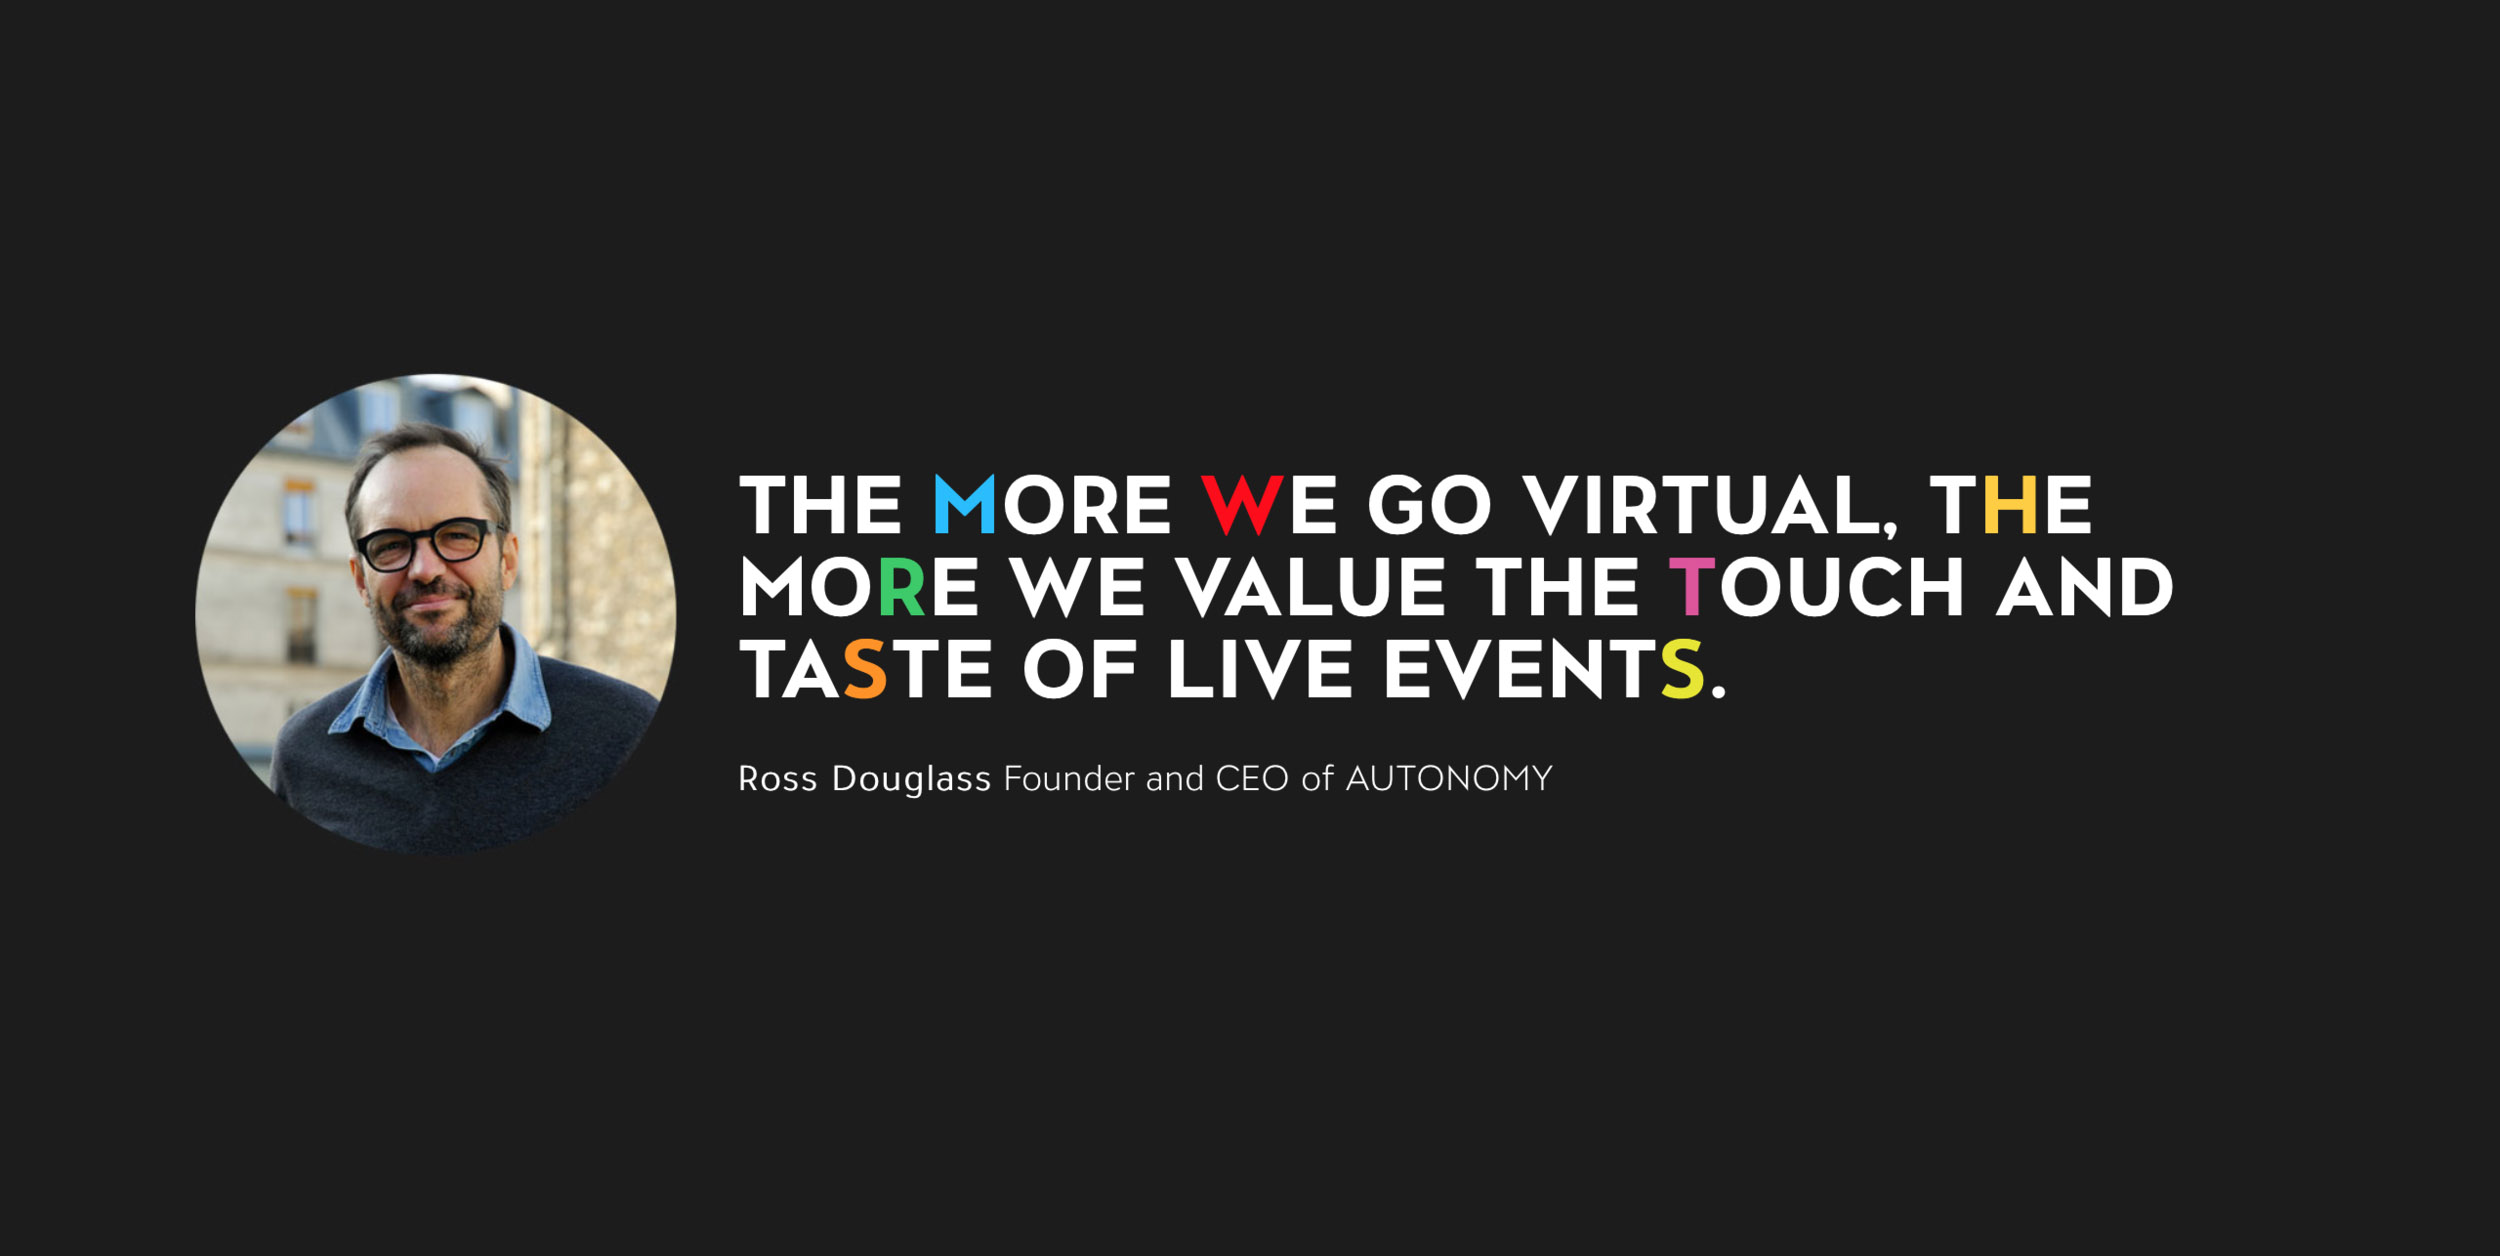 THE MORE WE GO VIRTUAL, THE
MORE WE VALUE THE TOUCH AND
TASTE OF LIVE EVENTS.
Ross Douglass Founder and CEO of AUTONOMY